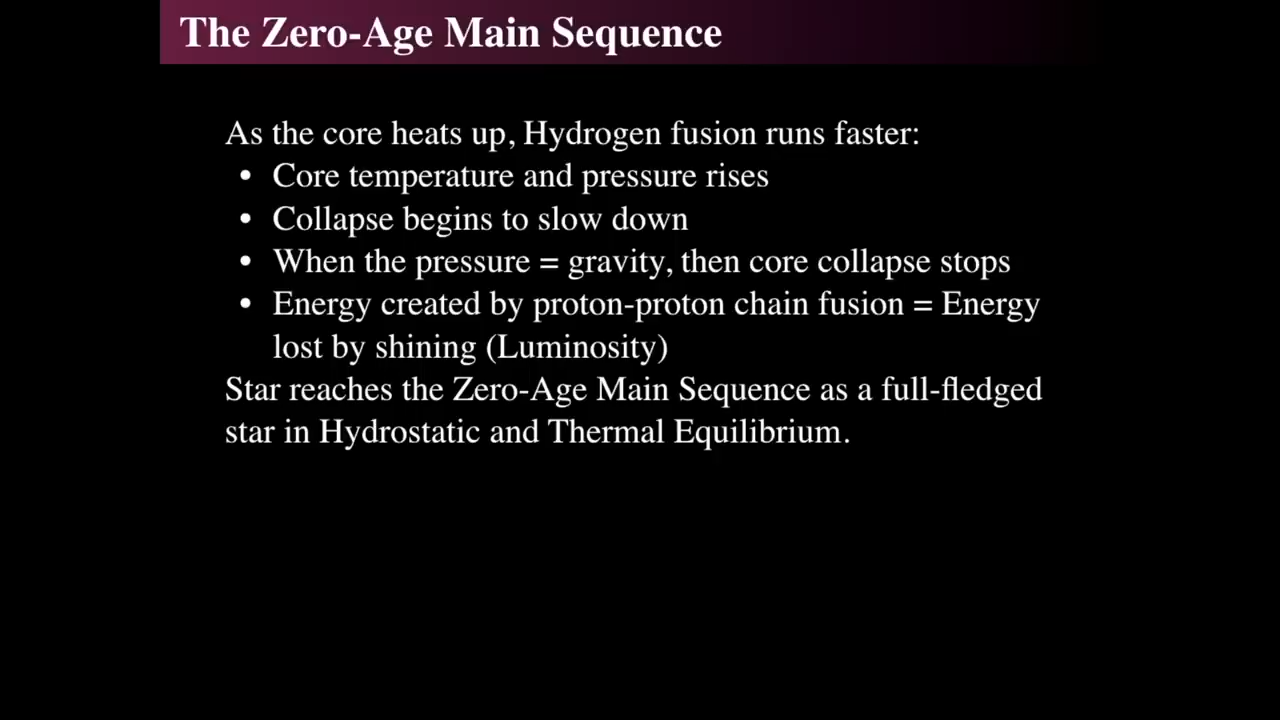 The Zero-Age Main Sequence
As the core heats up, Hydrogen fusion runs faster:
• Core temperature and pressure rises
• Collapse begins to slow down
• When the pressure = gravity, then core collapse stops
• Energy created by proton-proton chain fusion = Energy
lost by shining (Luminosity)
Star reaches the Zero-Age Main Sequence as a full-fledged
star in Hydrostatic and Thermal Equilibrium.